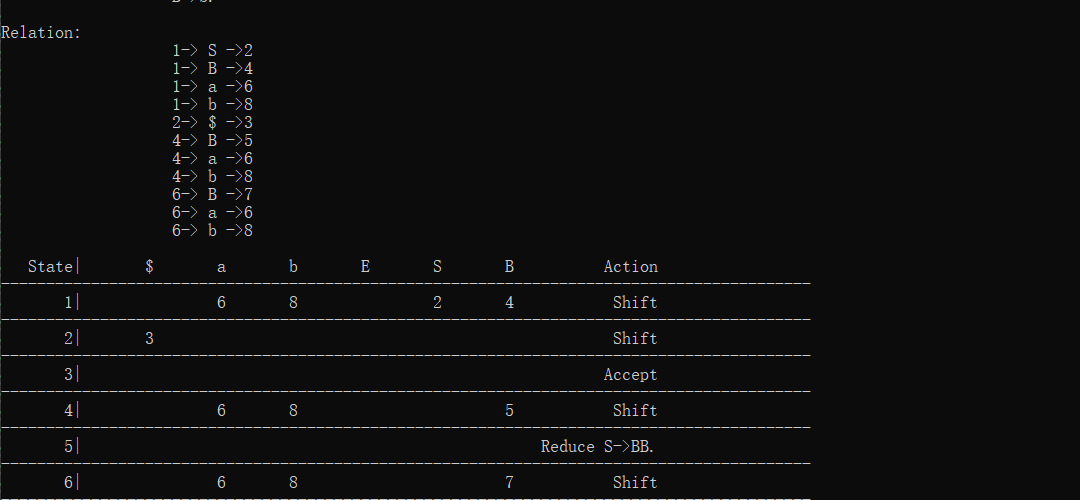 Relation:
1-> S ->2
1-> B ->4
1-> a ->6
1-> b ->8
2-> $ ->3
4-> B ->5
4-> a ->6
4-> b ->8
6-> B ->7
6-> a ->6
6-> b ->8
State| $ a b E S B Action
1| 6 8 2 4 Shift
2| 3 Shift
3| Accept
4| 6 8 5 Shift
5| Reduce S->BB.
6| 6 8 7 Shift